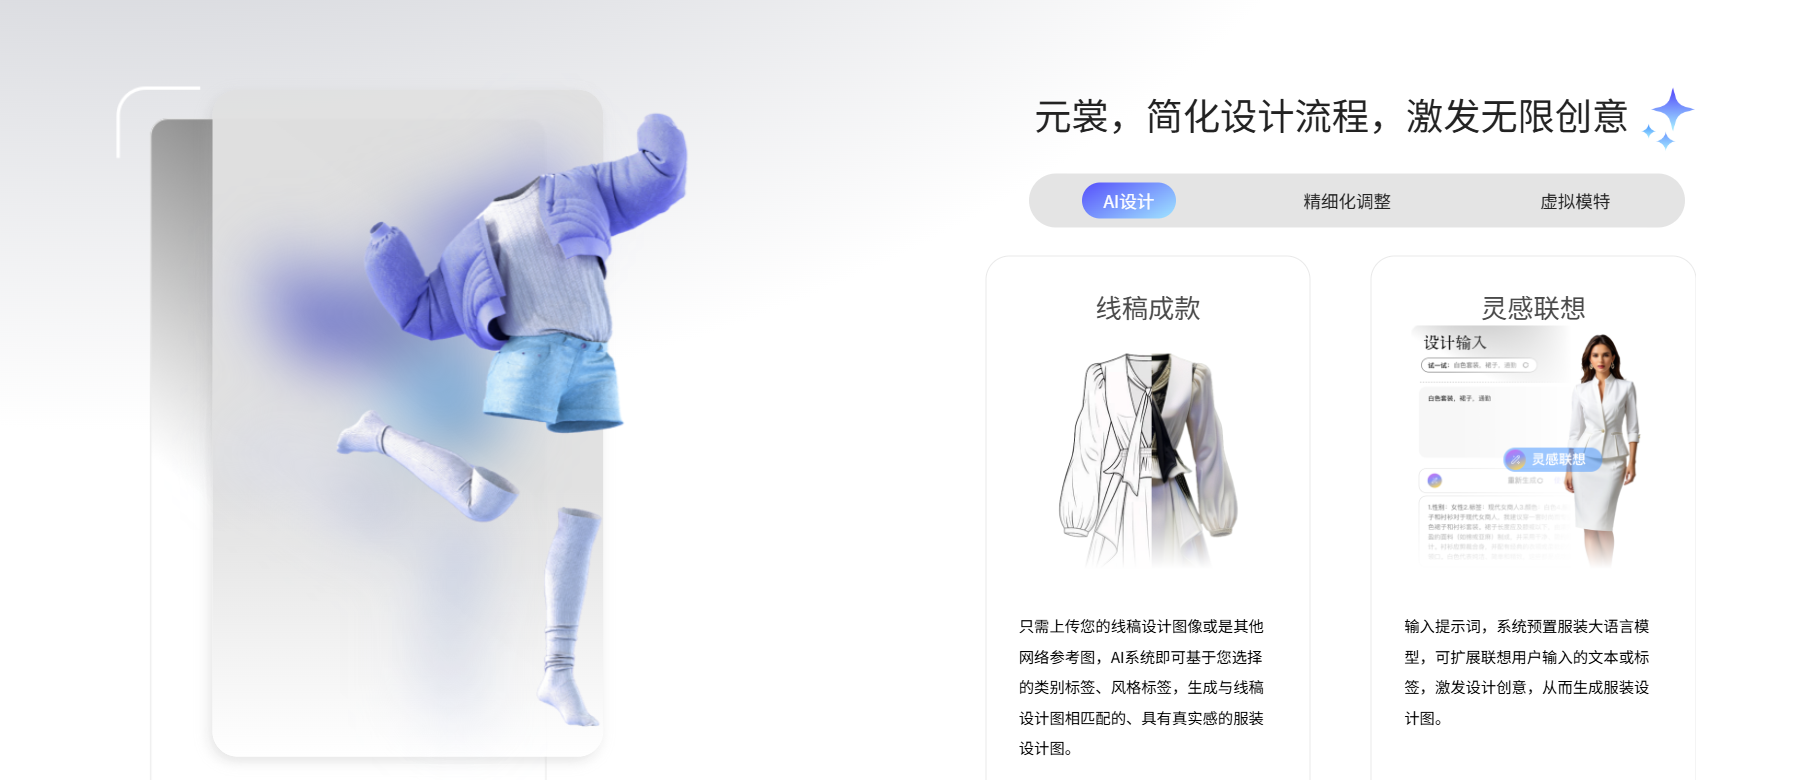 元裳，简化设计流程，激发无限创意
AI设计
精细化调整
虚拟模特
线稿成款
只需上传您的线稿设计图像或是其他
网络参考图，AI系统即可基于您选择
的类别标签、风格标签，生成与线稿
设计图相匹配的、具有真实感的服装
设计图。
灵感联想
设计输入
试一试：白色套装，裙子，通勤
白色套装，裙子，通勤
灵感联想
重新生成
输入提示词，系统预置服装大语言模
型，可扩展联想用户输入的文本或标
签，激发设计创意，从而生成服装设
计图。